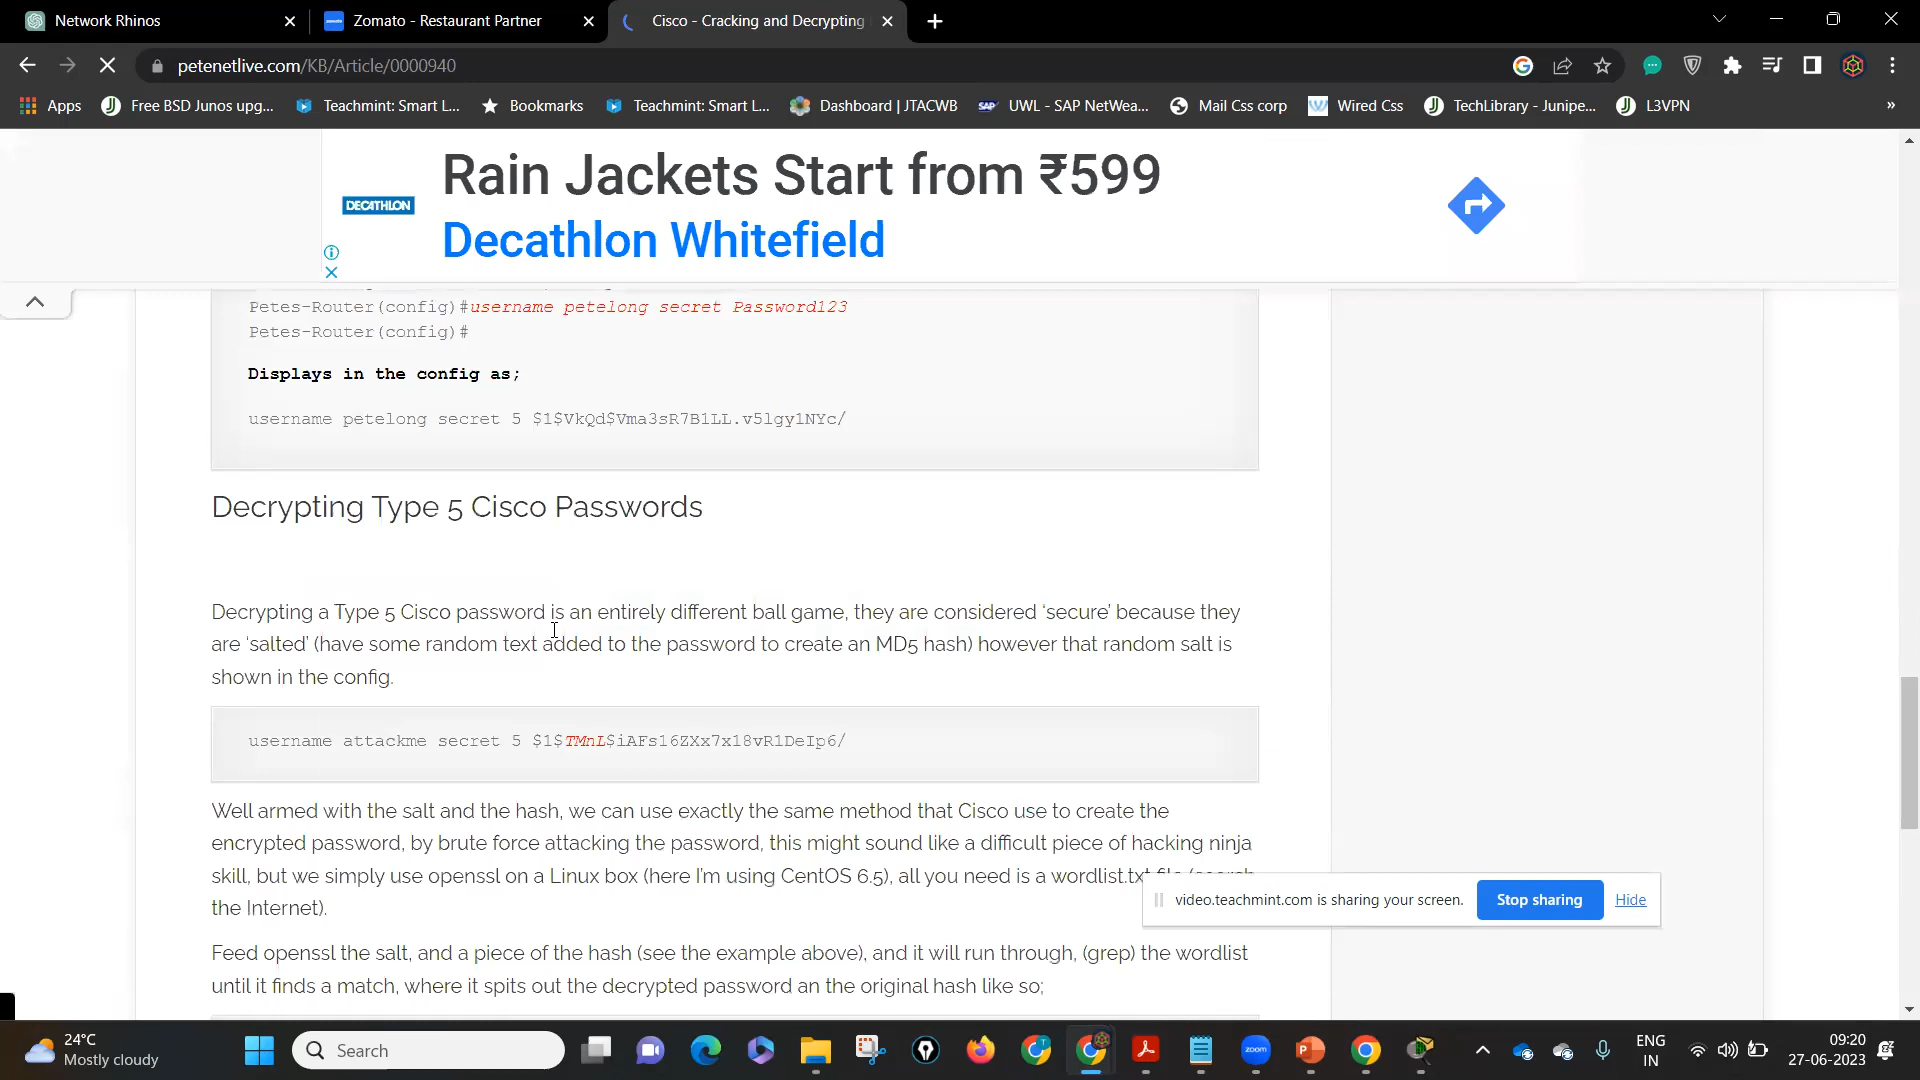 Network Rhinos
Zomato - Restaurant Partner
Cisco - Cracking and Decrypting
petenetlive.com/KB/Article/0000940
Apps
Free BSD Junos upg...
Teachmint: Smart L...
Bookmarks
Teachmint: Smart L...
Dashboard | JTACWB
UWL - SAP NetWea...
Mail Css corp
Wired Css
TechLibrary - Junipe...
L3VPN
DECATHLON
Rain Jackets Start from ₹599
Decathlon Whitefield
Petes-Router(config)#username petelong secret Password123
Petes-Router(config)#
Displays in the config as;
username petelong secret 5 $1$VkQd$Vma3sR7B1LL.v5lgy1NYc/
Decrypting Type 5 Cisco Passwords
Decrypting a Type 5 Cisco password is an entirely different ball game, they are considered ‘secure’ because they
are ‘salted’ (have some random text added to the password to create an MD5 hash) however that random salt is
shown in the config.
username attackme secret 5 $1$TMnL$iAFs16ZXx7x18vR1DeIp6/
Well armed with the salt and the hash, we can use exactly the same method that Cisco use to create the
encrypted password, by brute force attacking the password, this might sound like a difficult piece of hacking ninja
skill, but we simply use openssl on a Linux box (here I’m using CentOS 6.5), all you need is a wordlist.txt file (search
the Internet).
video.teachmint.com is sharing your screen.
Stop sharing
Hide
Feed openssl the salt, and a piece of the hash (see the example above), and it will run through, (grep) the wordlist
until it finds a match, where it spits out the decrypted password an the original hash like so;
24°C
Mostly cloudy
Search
zoom
ENG
IN
09:20
27-06-2023